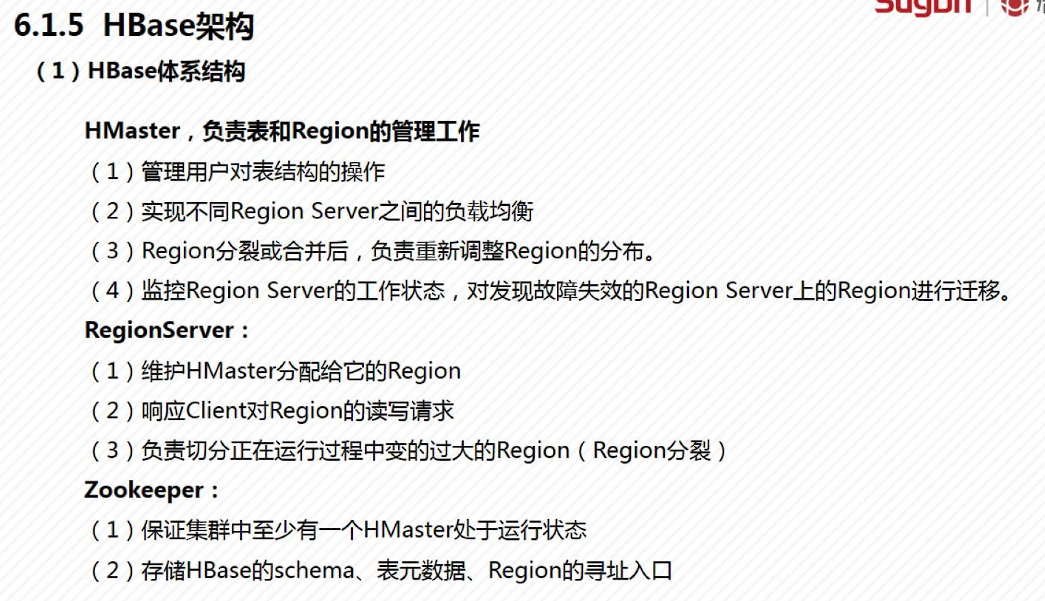 6.1.5 HBase架构
（1）HBase体系结构
HMaster，负责表和Region的管理工作
（1）管理用户对表结构的操作
（2）实现不同Region Server之间的负载均衡
（3）Region分裂或合并后，负责重新调整Region的分布。
（4）监控Region Server的工作状态，对发现故障失效的Region Server上的Region进行迁移。
RegionServer：
（1）维护HMaster分配给它的Region
（2）响应Client对Region的读写请求
（3）负责切分正在运行过程中变的过大的Region（Region分裂）
Zookeeper：
（1）保证集群中至少有一个HMaster处于运行状态
（2）存储HBase的schema、表元数据、Region的寻址入口